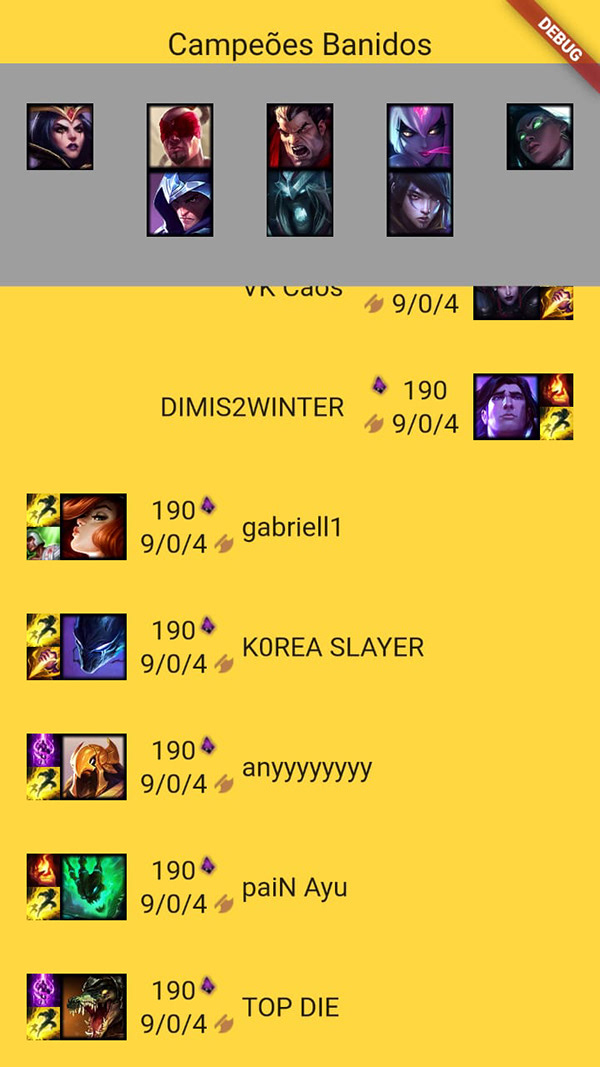 Campeões Banidos
DEBUG
VK Caos
9/0/4
190
DIMIS2WINTER
9/0/4
190
gabriell1
9/0/4
190
K0REA SLAYER
9/0/4
190
anyyyyyyyy
9/0/4
190
paiN Ayu
9/0/4
190
TOP DIE
9/0/4